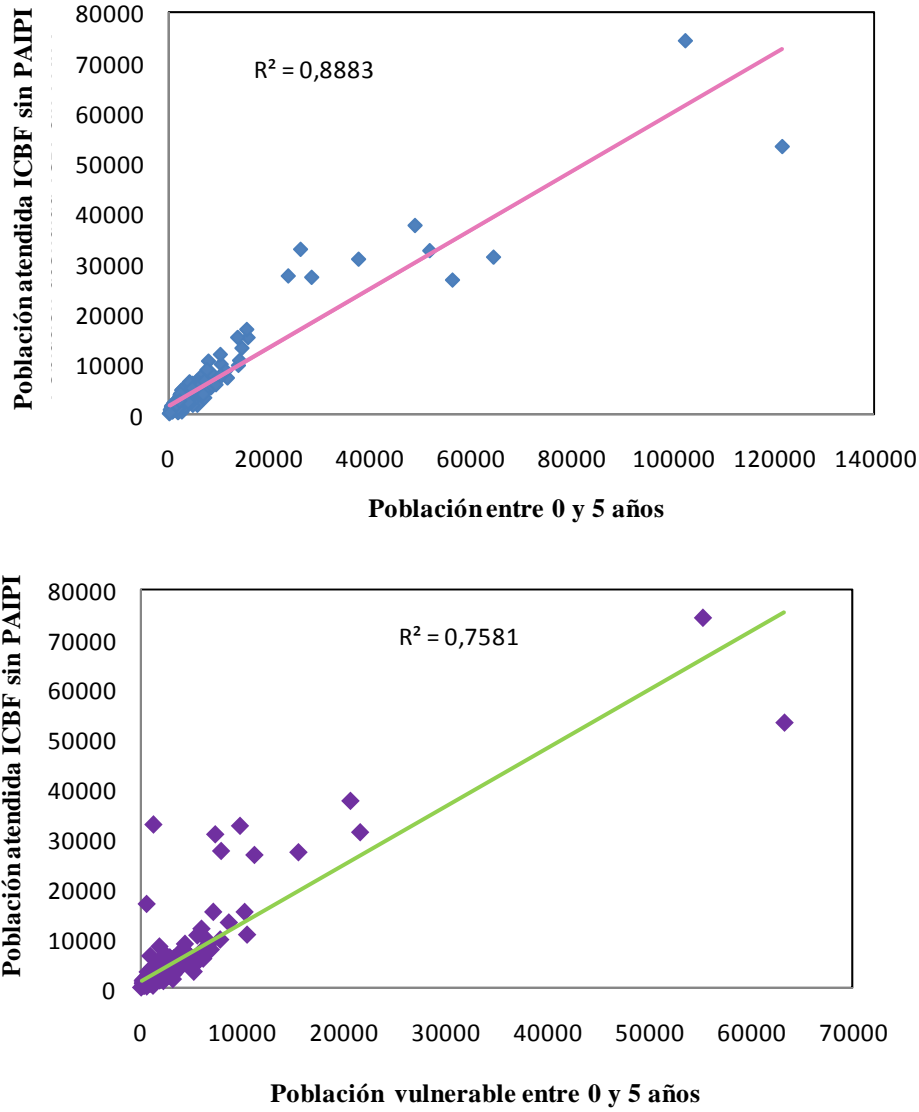 80000
70000
60000
50000
40000
30000
20000
10000
0
Población atendida ICBF sin PAIPI
R² = 0,8883
0 20000 40000 60000 80000 100000 120000 140000
Población entre 0 y 5 años
80000
70000
60000
50000
40000
30000
20000
10000
0
Población atendida ICBF sin PAIPI
R² = 0,7581
0 10000 20000 30000 40000 50000 60000 70000
Población vulnerable entre 0 y 5 años